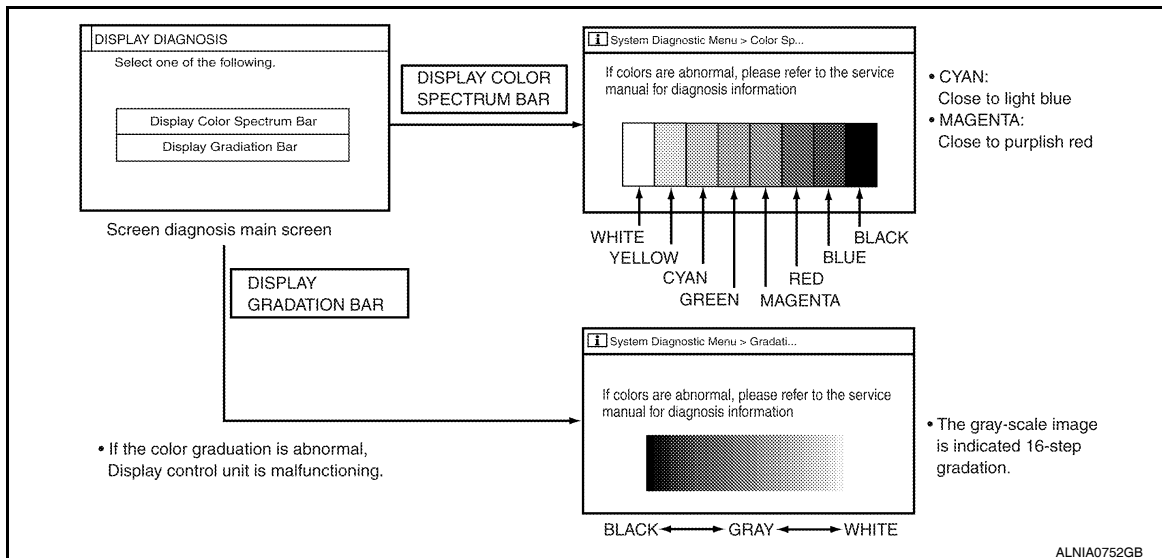 DISPLAY DIAGNOSIS
Select one of the following.
Display Color Spectrum Bar
Display Gradiation Bar
Screen diagnosis main screen
DISPLAY COLOR
SPECTRUM BAR
i System Diagnostic Menu > Color Sp...
If colors are abnormal, please refer to the service
manual for diagnosis information
WHITE
YELLOW
CYAN
GREEN
MAGENTA
RED
BLUE
BLACK
• CYAN:
Close to light blue
• MAGENTA:
Close to purplish red
DISPLAY
GRADATION BAR
• If the color graduation is abnormal,
Display control unit is malfunctioning.
i System Diagnostic Menu > Gradati...
If colors are abnormal, please refer to the service
manual for diagnosis information
BLACK GRAY WHITE
• The gray-scale image
is indicated 16-step
gradation.
ALNIA0752GB